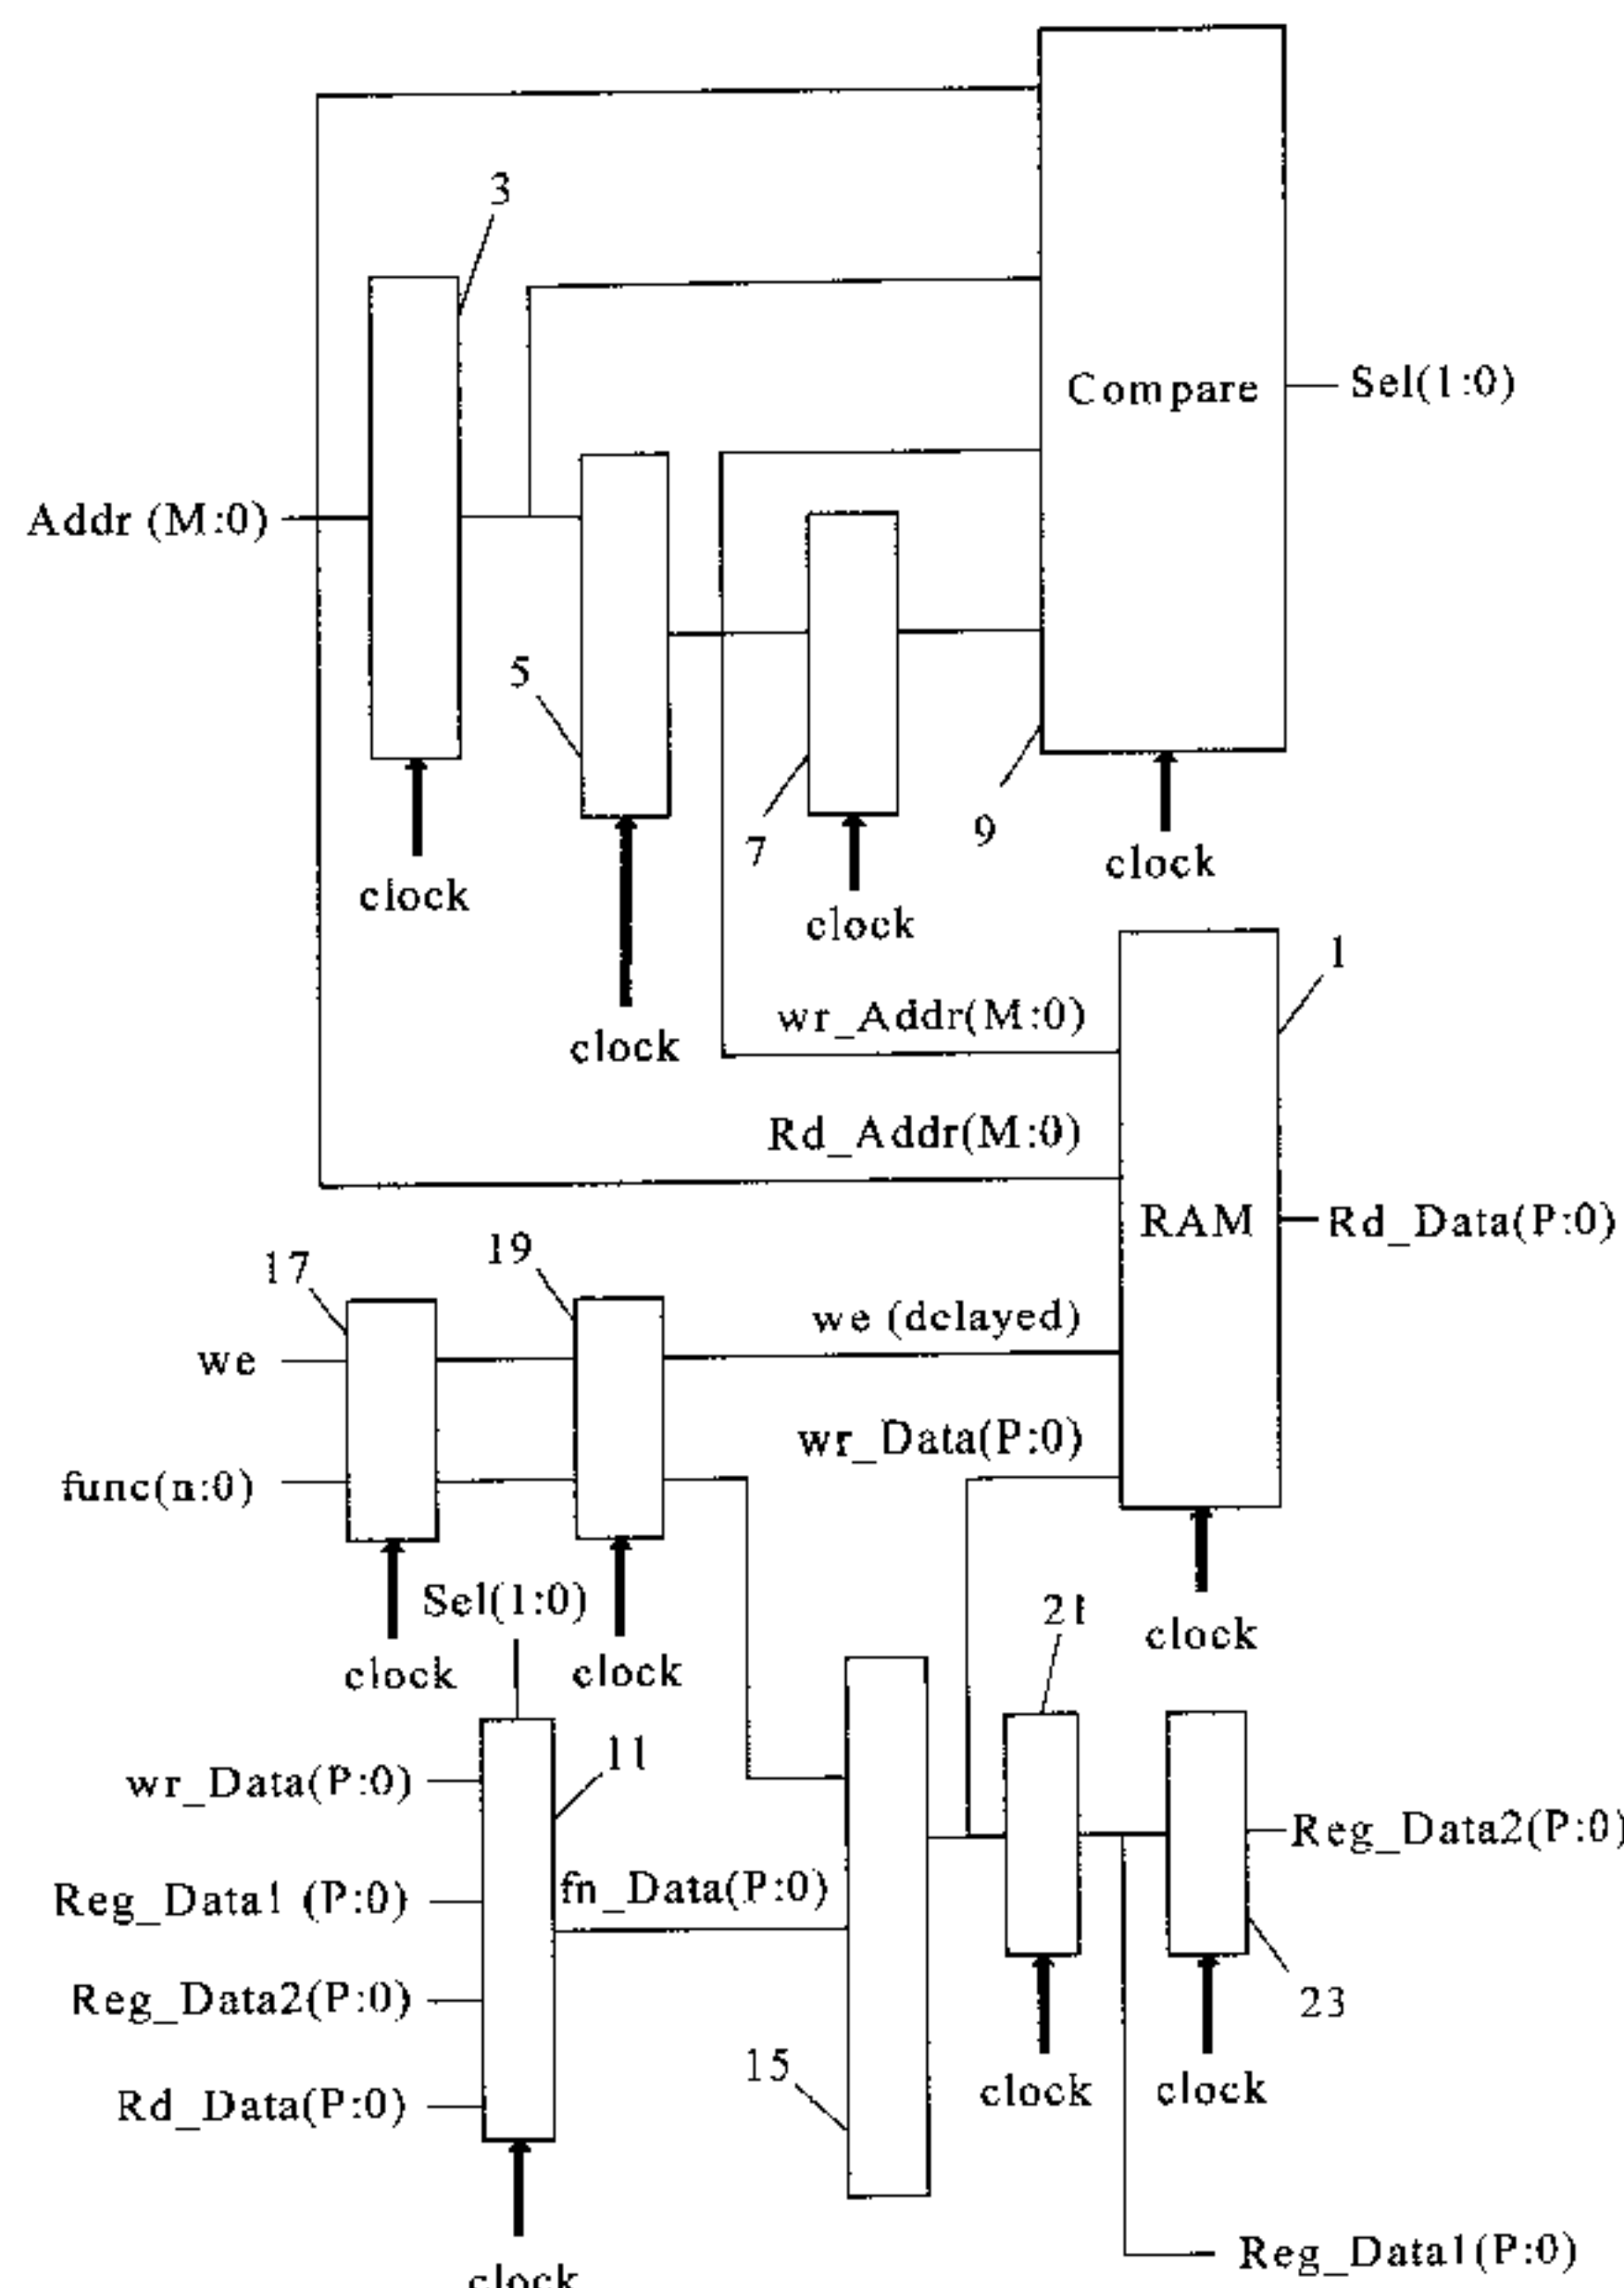 3
Compare
Sel(1:0)
Addr (M:0)
5
7
9
clock
clock
clock
clock
1
wr_Addr(M:0)
Rd_Addr(M:0)
RAM
Rd_Data(P:0)
17
19
we (delayed)
we
wr_Data(P:0)
func(n:0)
Sel(1:0)
21
clock
clock
clock
11
wr_Data(P:0)
Reg_Data2(P:0)
fn_Data(P:0)
Reg_Data1 (P:0)
Reg_Data2(P:0)
23
15
clock
clock
Rd_Data(P:0)
Reg_Data1(P:0)
clock